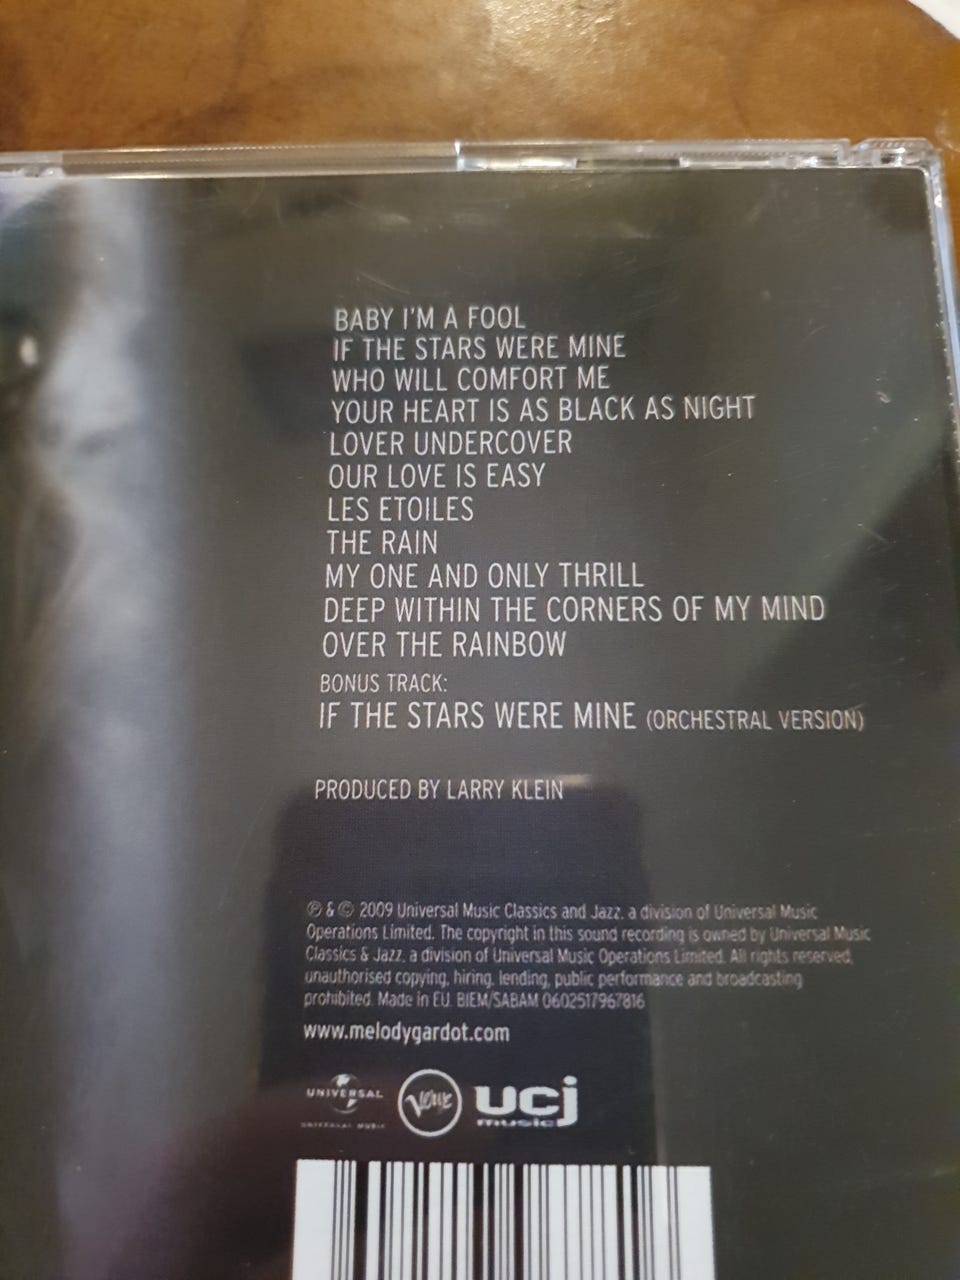 BABY I'M A FOOL
IF THE STARS WERE MINE
WHO WILL COMFORT ME
YOUR HEART IS AS BLACK AS NIGHT
LOVER UNDERCOVER
OUR LOVE IS EASY
LES ETOILES
THE RAIN
MY ONE AND ONLY THRILL
DEEP WITHIN THE CORNERS OF MY MIND
OVER THE RAINBOW
BONUS TRACK:
IF THE STARS WERE MINE (ORCHESTRAL VERSION)
PRODUCED BY LARRY KLEIN
℗ & © 2009 Universal Music Classics and Jazz, a division of Universal Music
Operations Limited. The copyright in this sound recording is owned by Universal Music
Classics & Jazz, a division of Universal Music Operations Limited. All rights reserved,
unauthorised copying, hiring, lending, public performance and broadcasting
prohibited. Made in EU. BIEM/SABAM 0602517967816
www.melodygardot.com
UNIVERSAL Verve ucj
UNIVERSAL MUSIC music